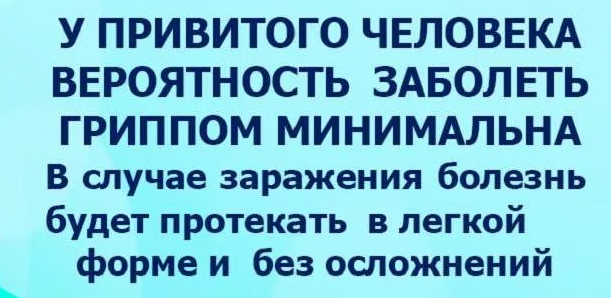 У ПРИВИТОГО ЧЕЛОВЕКА
ВЕРОЯТНОСТЬ ЗАБОЛЕТЬ
ГРИППОМ МИНИМАЛЬНА
В случае заражения болезнь
будет протекать в легкой
форме и без осложнений